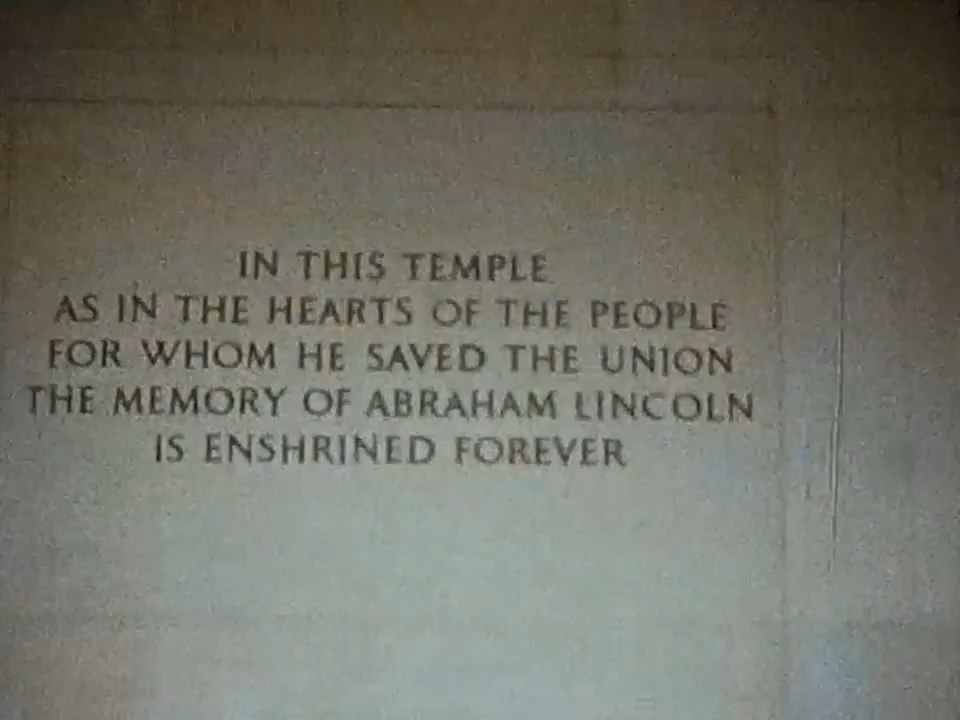 IN THIS TEMPLE
AS IN THE HEARTS OF THE PEOPLE
FOR WHOM HE SAVED THE UNION
THE MEMORY OF ABRAHAM LINCOLN
IS ENSHRINED FOREVER